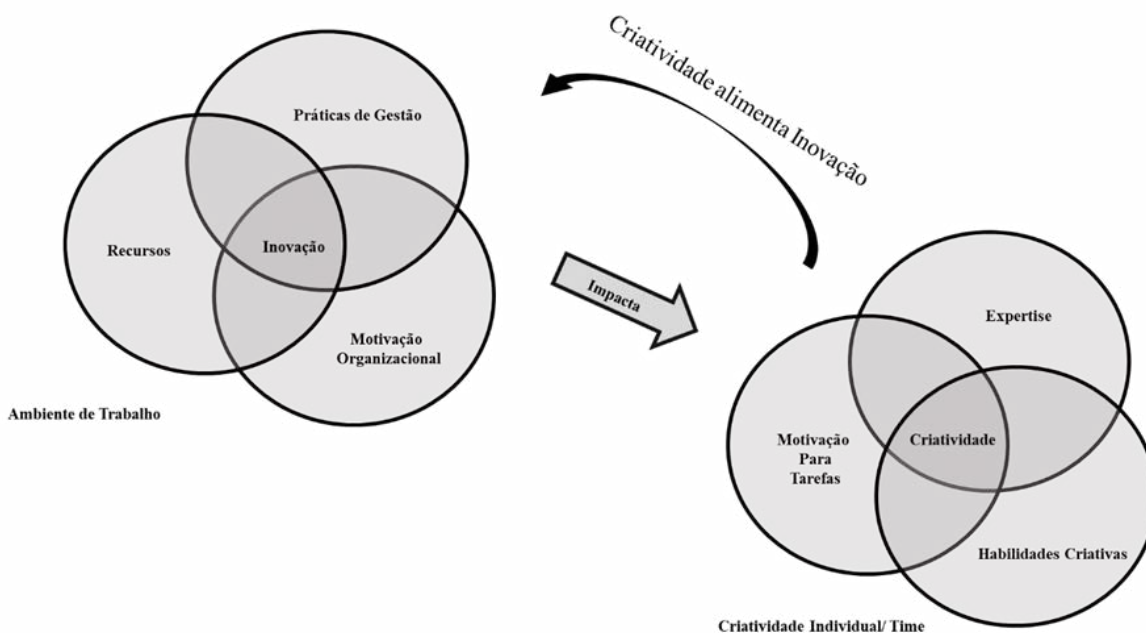 Criatividade alimenta Inovação
Práticas de Gestão
Recursos
Inovação
Motivação
Organizacional
Ambiente de Trabalho
Impacta
Expertise
Motivação
Para
Tarefas
Criatividade
Habilidades Criativas
Criatividade Individual/ Time